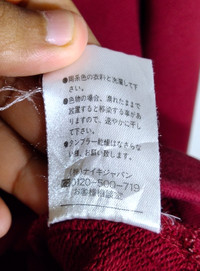 ●同系色の衣料と洗濯して下
さい。
●色物の場合、濡れたままで
放置すると移染する事があ
りますので、速やかに干し
て下さい。
●タンブラー乾燥はなさらな
い様、お願い致します。
(株)ナイキジャパン
0120-500-719
お客様相談室